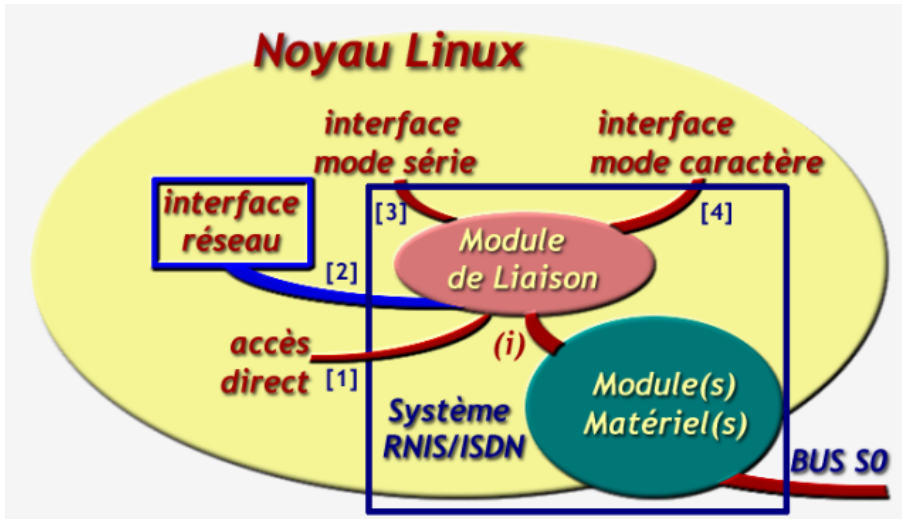 Noyau Linux
interface
mode série
interface
mode caractère
interface
réseau
[3]
[4]
Module
de Liaison
[2]
accès
direct
[1]
(i)
Module(s)
Matériel(s)
Système
RNIS/ISDN
BUS S0